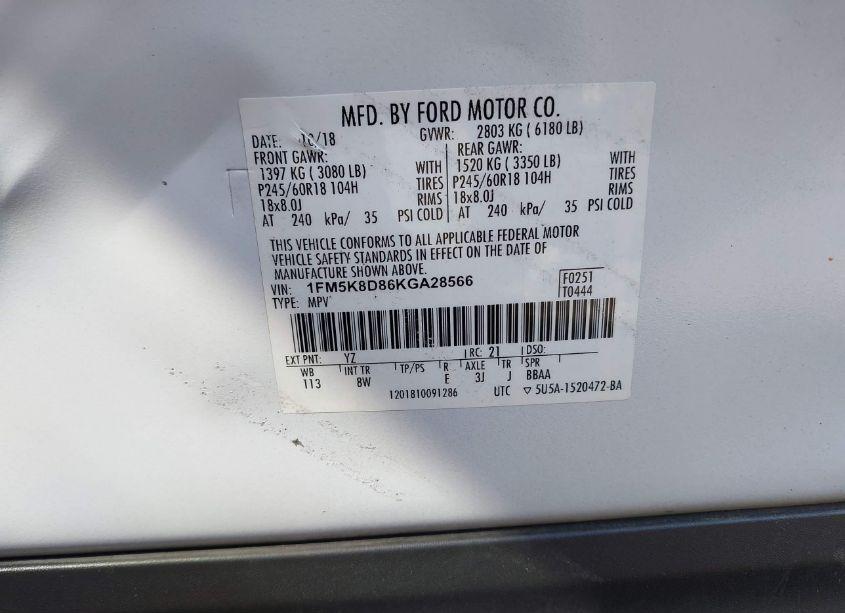 MFD. BY FORD MOTOR CO.
DATE: 10/18 GVWR: 2803 KG ( 6180 LB)
FRONT GAWR: REAR GAWR:
1397 KG ( 3080 LB) WITH 1520 KG ( 3350 LB) WITH
P245/60R18 104H TIRES P245/60R18 104H TIRES
18x8.0J RIMS 18x8.0J RIMS
AT 240 kPa/ 35 PSI COLD AT 240 kPa/ 35 PSI COLD
THIS VEHICLE CONFORMS TO ALL APPLICABLE FEDERAL MOTOR
VEHICLE SAFETY STANDARDS IN EFFECT ON THE DATE OF
MANUFACTURE SHOWN ABOVE.
VIN: 1FM5K8D86KGA28566 F0251
TYPE: MPV T0444
EXT PNT: YZ RC: 21 DSO:
WB INT TR TP/PS R AXLE TR SPR
113 8W E 3J J BBAA
1201810091286 UTC ▽ 5U5A-1520472-BA